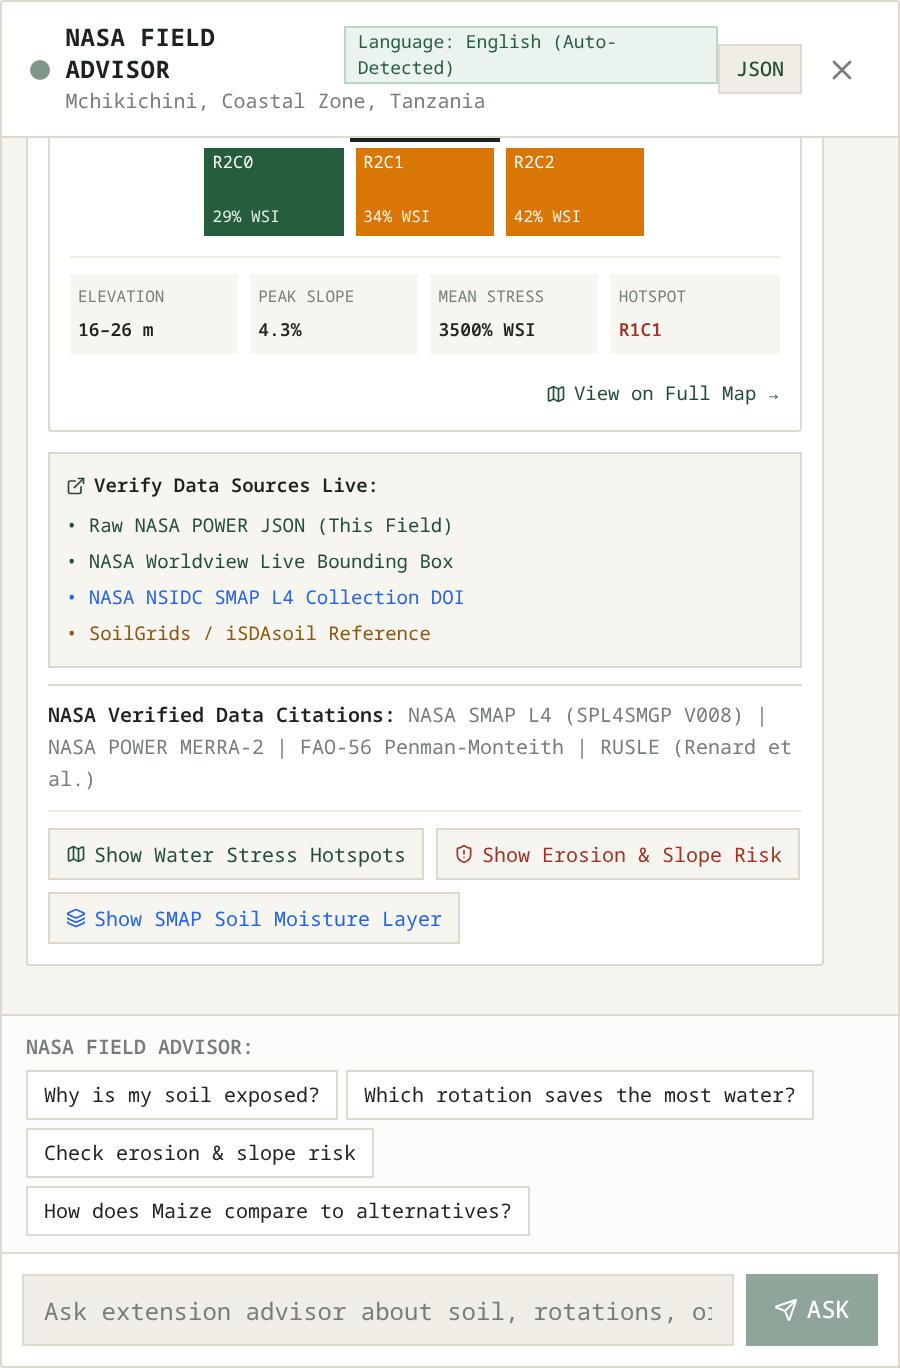 NASA FIELD
ADVISOR
Mchikichini, Coastal Zone, Tanzania
Language: English (Auto-
Detected)
JSON
R2C0
29% WSI
R2C1
34% WSI
R2C2
42% WSI
ELEVATION
16–26 m
PEAK SLOPE
4.3%
MEAN STRESS
3500% WSI
HOTSPOT
R1C1
View on Full Map →
Verify Data Sources Live:
• Raw NASA POWER JSON (This Field)
• NASA Worldview Live Bounding Box
• NASA NSIDC SMAP L4 Collection DOI
• SoilGrids / iSDAsoil Reference
NASA Verified Data Citations: NASA SMAP L4 (SPL4SMGP V008) |
NASA POWER MERRA-2 | FAO-56 Penman-Monteith | RUSLE (Renard et
al.)
Show Water Stress Hotspots
Show Erosion & Slope Risk
Show SMAP Soil Moisture Layer
NASA FIELD ADVISOR:
Why is my soil exposed?
Which rotation saves the most water?
Check erosion & slope risk
How does Maize compare to alternatives?
Ask extension advisor about soil, rotations,
ASK